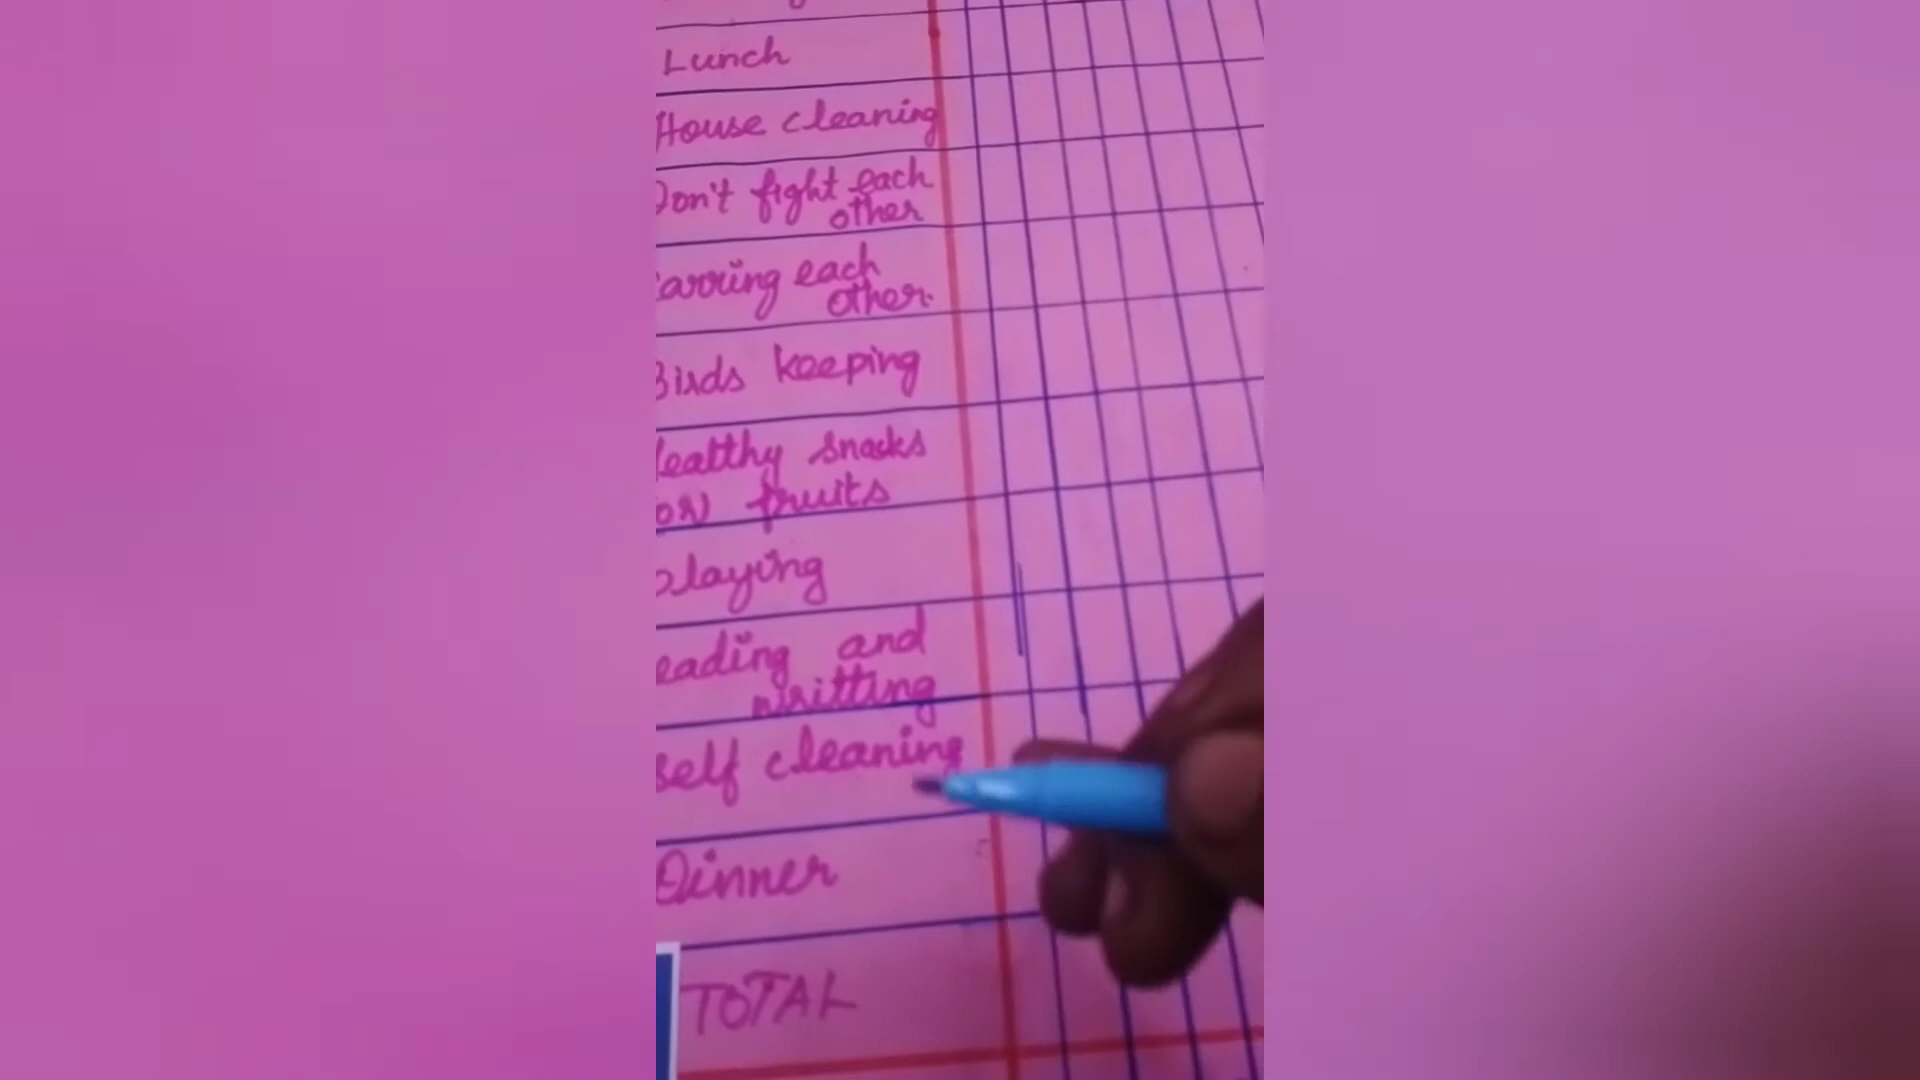 Lunch
House cleaning
Don't fight each
other
arring each
other.
Birds keeping
ealthy snacks
or) fruits
playing
eading and
writting
self cleaning
Dinner
TOTAL